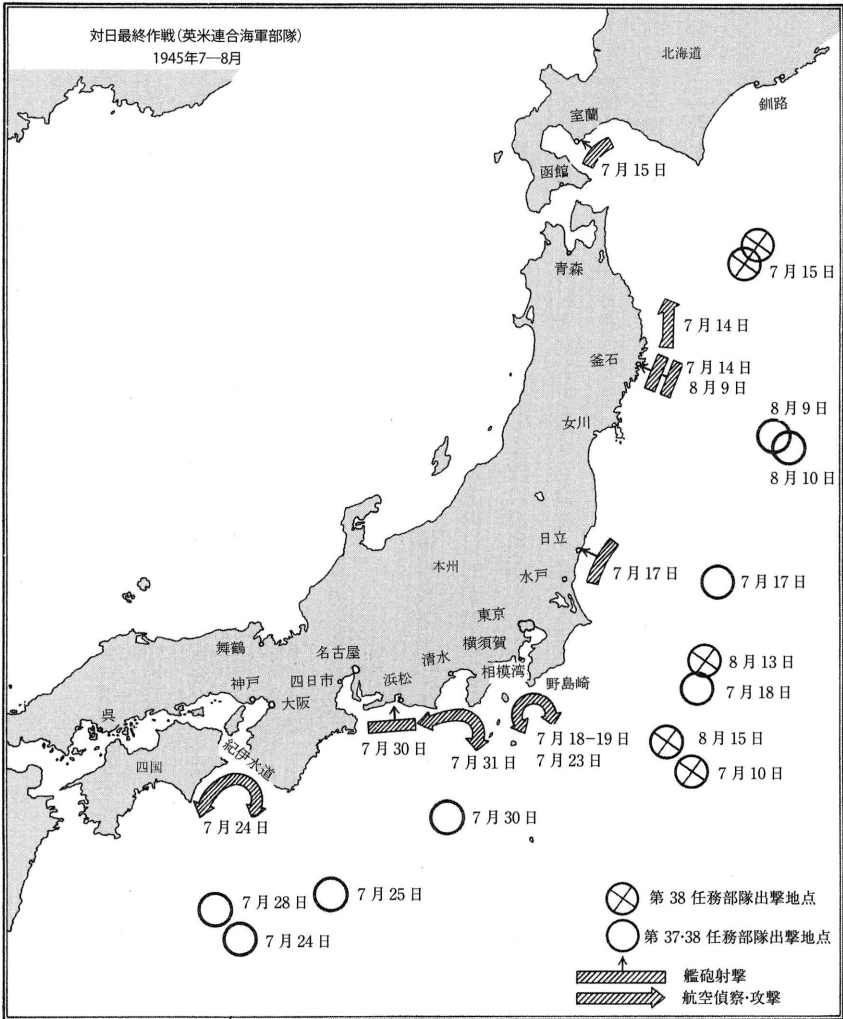 対日最終作戦(英米連合海軍部隊)
1945年7―8月
北海道
釧路
室蘭
7月15日
函館
青森
7月15日
7月14日
釜石
7月14日
8月9日
8月9日
女川
8月10日
日立
本州
水戸
7月17日
7月17日
東京
舞鶴
名古屋
横須賀
清水
相模湾
8月13日
神戸
四日市
浜松
野島崎
7月18日
大阪
呉
7月30日
7月18-19日
8月15日
紀伊水道
7月31日
7月23日
四国
7月10日
7月24日
7月30日
7月28日
7月25日
7月24日
第38任務部隊出撃地点
第37·38任務部隊出撃地点
艦砲射撃
航空偵察·攻撃